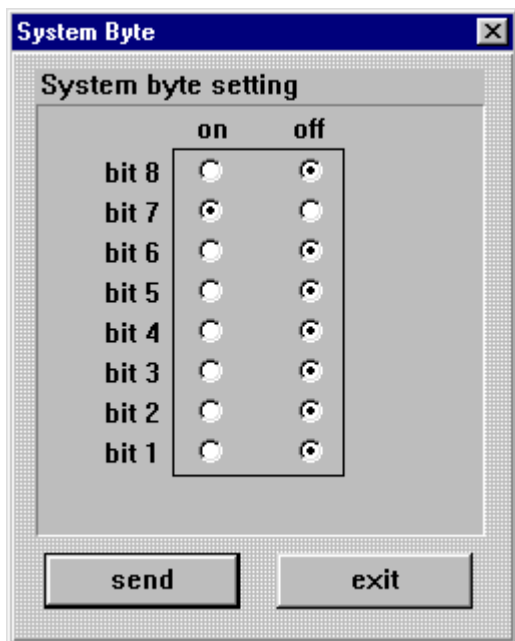 System Byte
System byte setting
on off
bit 8
bit 7
bit 6
bit 5
bit 4
bit 3
bit 2
bit 1
send exit